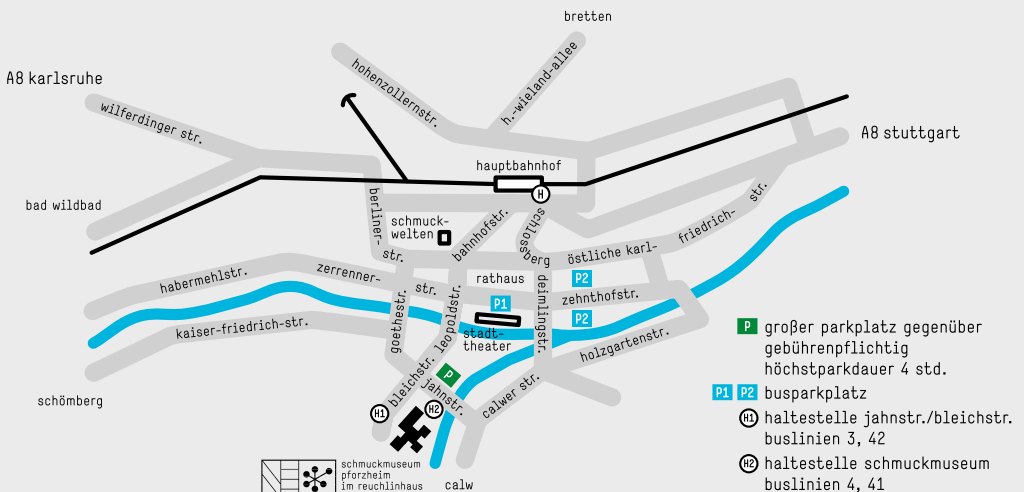 bretten
A8 karlsruhe
hohenzollernstr.
h.-wieland-allee
wilferdinger str.
A8 stuttgart
hauptbahnhof
H
bad wildbad
berliner-
str.
schmuck-
welten
bahnhofstr.
schloss
berg
östliche karl-
friedrich-
str.
habermehlstr.
zerrenner-
str.
rathaus
P2
P1
zehnthofstr.
P2
goethestr.
leopoldstr.
deimlingstr.
stadt-
theater
kaiser-friedrich-str.
holzgartenstr.
bleichstr.
P
jahnstr.
calwer str.
schömberg
H1
H2
schmuckmuseum
pforzheim
im reuchlinhaus
calw
P großer parkplatz gegenüber
gebührenpflichtig
höchstparkdauer 4 std.
P1 P2 busparkplatz
H1 haltestelle jahnstr./bleichstr.
buslinien 3, 42
H2 haltestelle schmuckmuseum
buslinien 4, 41